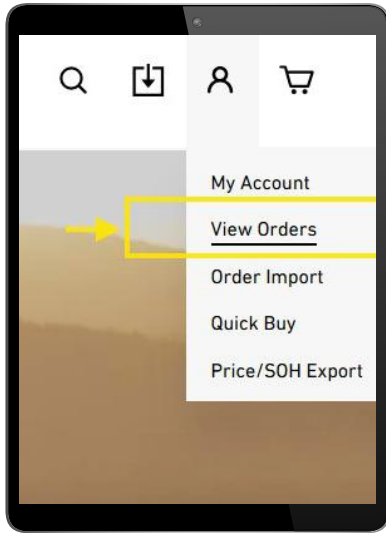 My Account
View Orders
Order Import
Quick Buy
Price/SOH Export